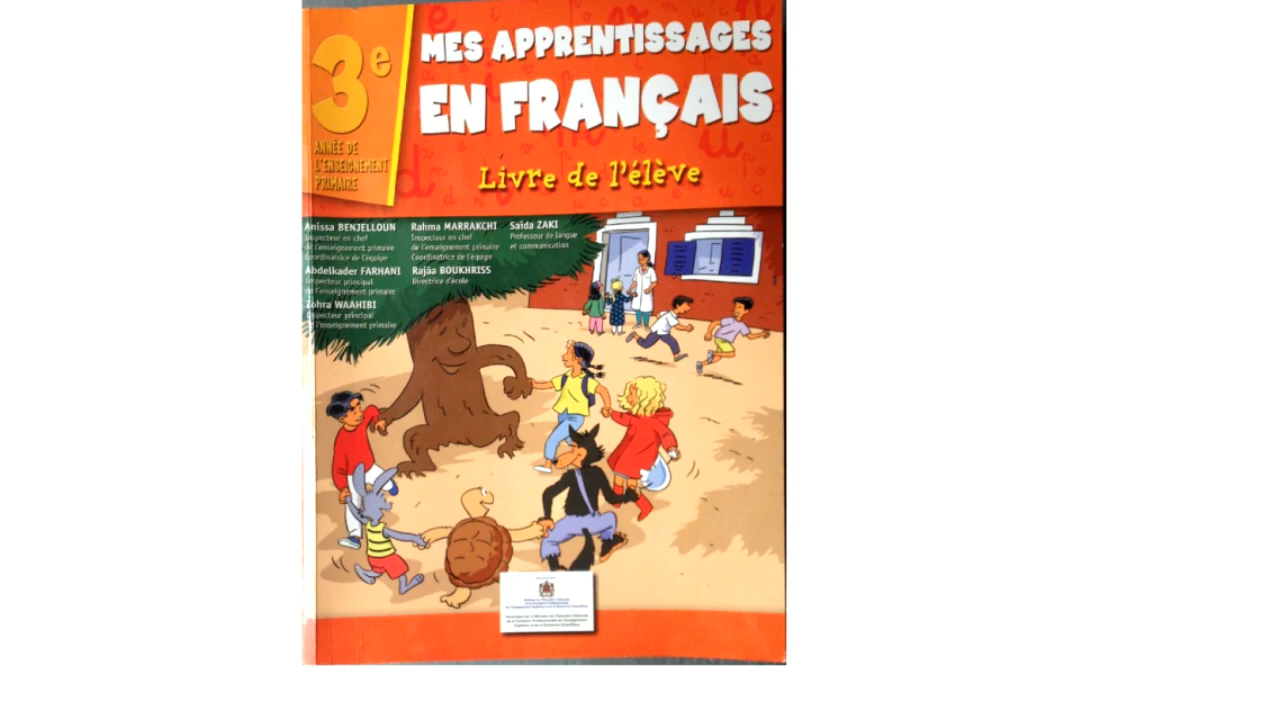 3e
ANNÉE DE
L'ENSEIGNEMENT
PRIMAIRE
MES APPRENTISSAGES
EN FRANÇAIS
Livre de l'élève
Anissa BENJELLOUN
Inspecteur en chef
de l'enseignement primaire
Coordinatrice de l'équipe
Abdelkader FARHANI
Inspecteur principal
de l'enseignement primaire
Zohra WAAHIBI
Inspecteur principal
de l'enseignement primaire
Rahma MARRAKCHI
Inspecteur en chef
de l'enseignement primaire
Coordinatrice de l'équipe
Rajâa BOUKHRISS
Directrice d'école
Saïda ZAKI
Professeur de langue
et communication